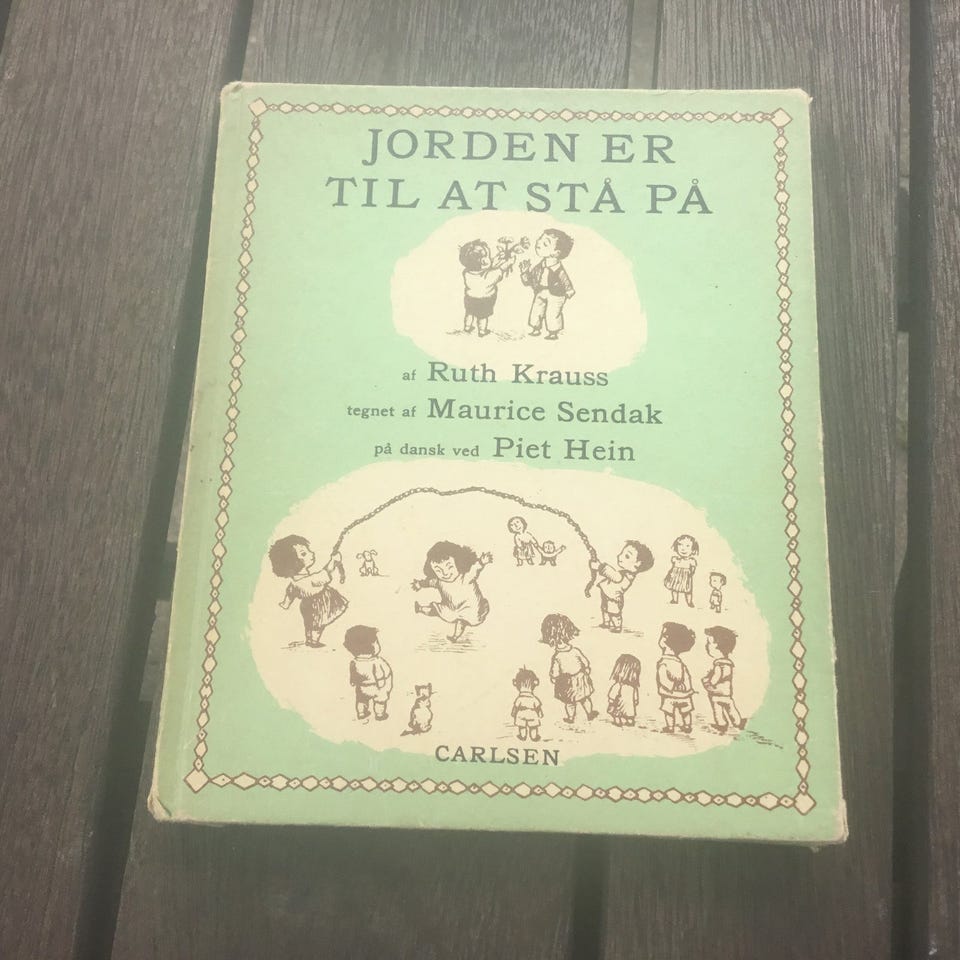 JORDEN ER
TIL AT STÅ PÅ
af Ruth Krauss
tegnet af Maurice Sendak
på dansk ved Piet Hein
CARLSEN